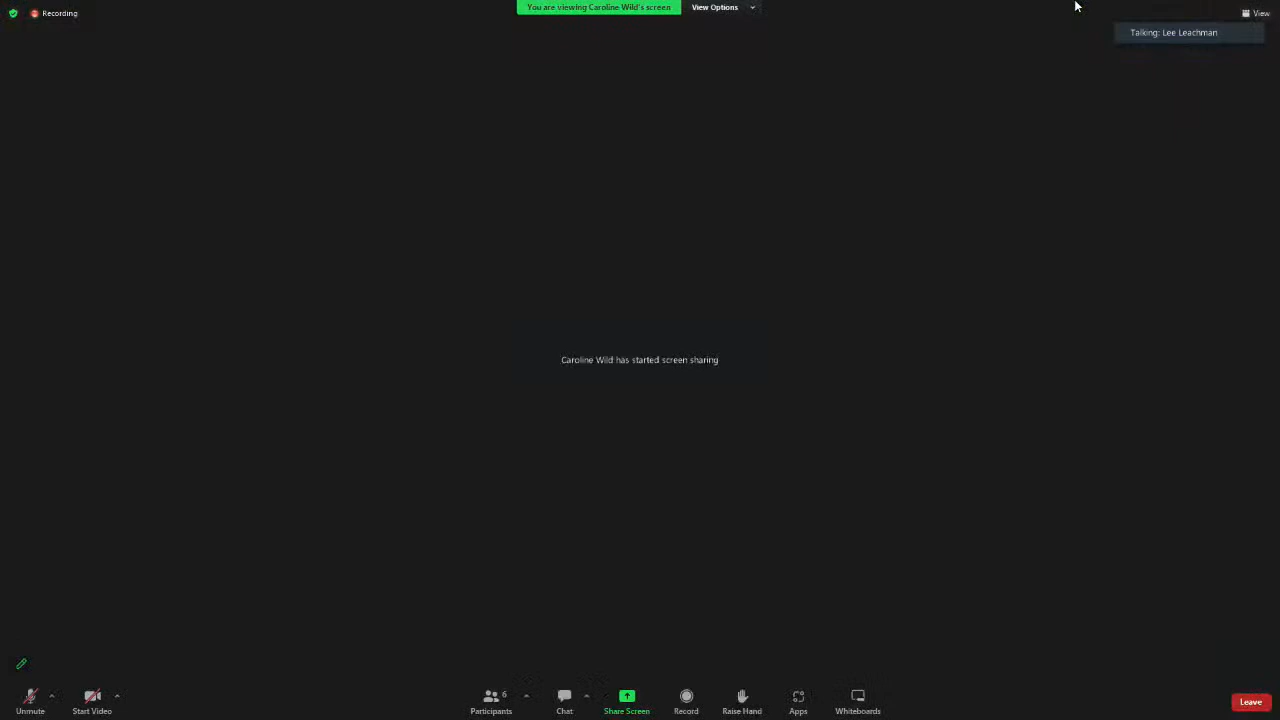 Recording
You are viewing Caroline Wild's screen
View Options
View
Talking: Lee Leachman
Caroline Wild has started screen sharing
Unmute
Start Video
6
Participants
Chat
Share Screen
Record
Raise Hand
Apps
Whiteboards
Leave